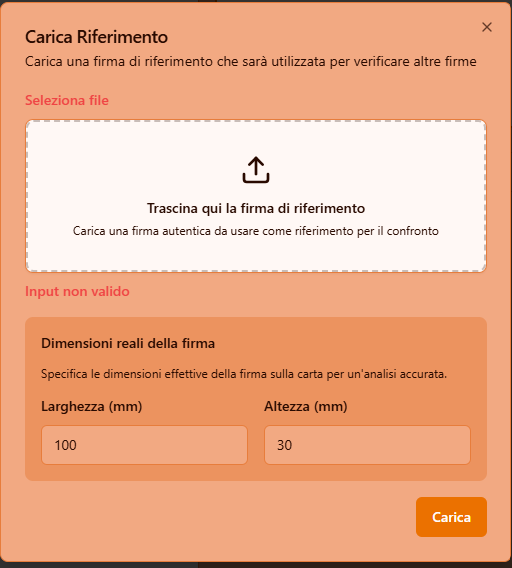 Carica Riferimento
Carica una firma di riferimento che sarà utilizzata per verificare altre firme
Seleziona file
Trascina qui la firma di riferimento
Carica una firma autentica da usare come riferimento per il confronto
Input non valido
Dimensioni reali della firma
Specifica le dimensioni effettive della firma sulla carta per un'analisi accurata.
Larghezza (mm) Altezza (mm)
100 30
Carica